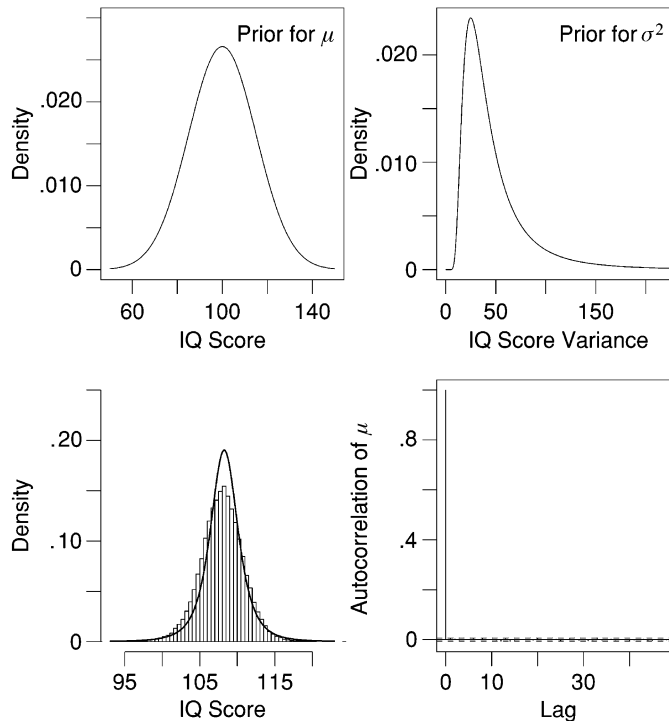 Prior for μ
Density
.020
.010
0
60 100 140
IQ Score
Prior for σ²
Density
.020
.010
0
0 50 150
IQ Score Variance
Density
.20
.10
0
95 105 115
IQ Score
Autocorrelation of μ
.8
.4
0
0 10 30
Lag